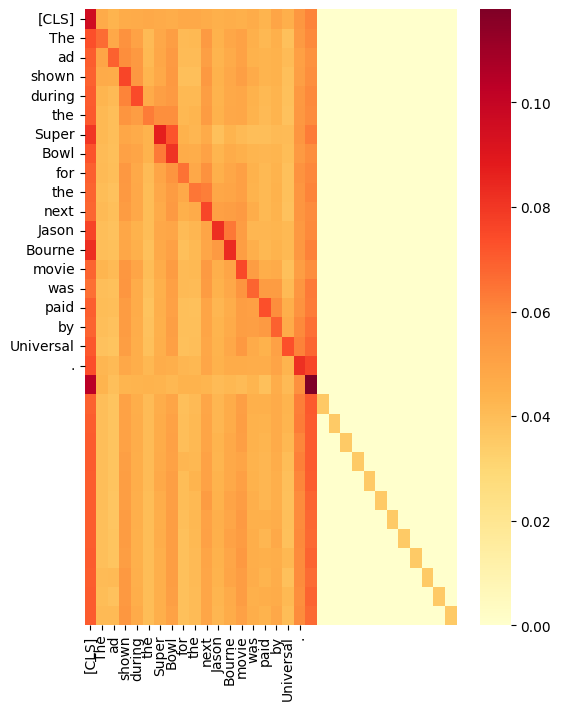 [CLS]
The
ad
shown
during
the
Super
Bowl
for
the
next
Jason
Bourne
movie
was
paid
by
Universal
.
0.10
0.08
0.06
0.04
0.02
0.00
[CLS]
The
ad
shown
during
the
Super
Bowl
for
the
next
Jason
Bourne
movie
was
paid
by
Universal
.